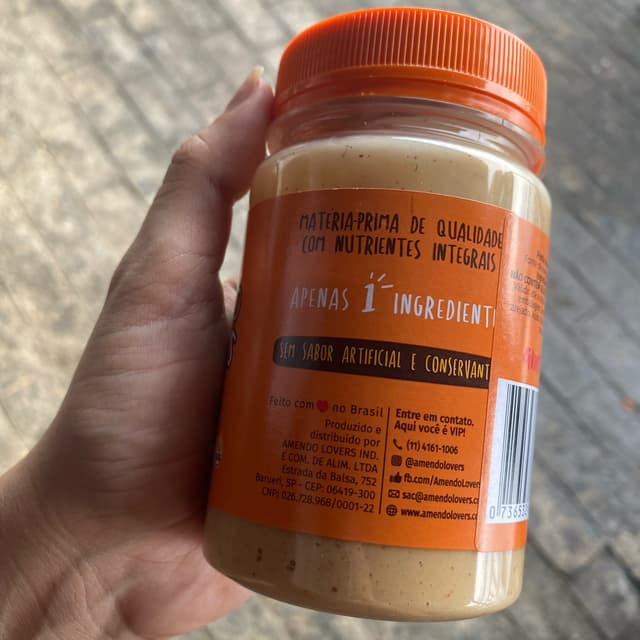 MATÉRIA-PRIMA DE QUALIDADE
COM NUTRIENTES INTEGRAIS
APENAS 1 INGREDIENT
SEM SABOR ARTIFICIAL E CONSERVANT
Feito com ❤ no Brasil
Produzido e
distribuído por
AMENDO LOVERS IND.
E COM. DE ALIM. LTDA
Estrada da Balsa, 752
Barueri, SP - CEP: 06419-300
CNPJ 026.728.968/0001-22
Entre em contato.
Aqui você é VIP!
(11) 4161-1006
@amendolovers
fb.com/Amendolover
sac@amendolovers.co
www.amendolovers.c